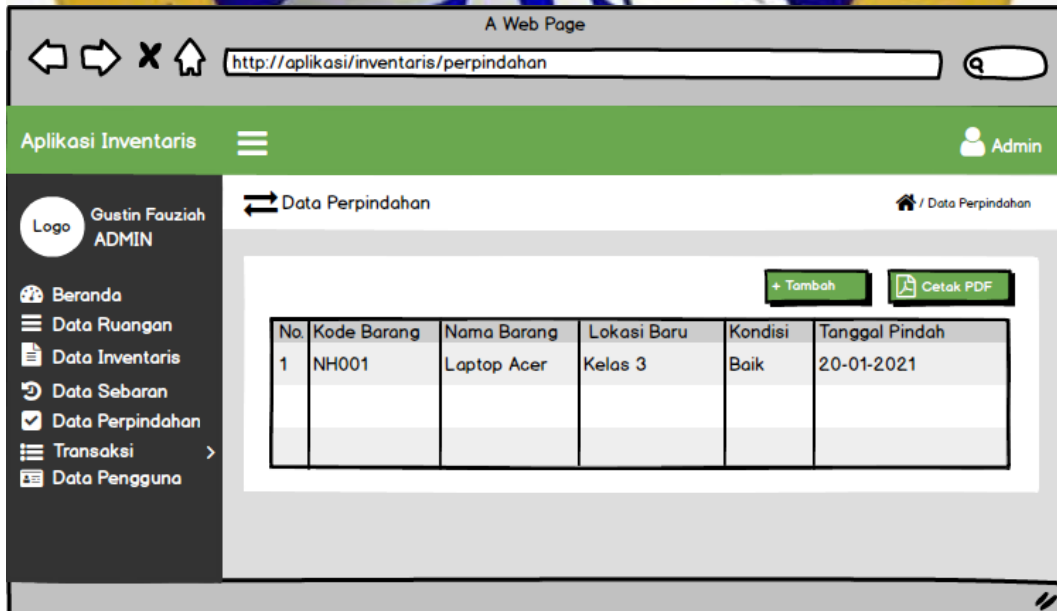 A Web Page
http://aplikasi/inventaris/perpindahan
Aplikasi Inventaris
Admin
Logo
Gustin Fauziah
ADMIN
Beranda
Data Ruangan
Data Inventaris
Data Sebaran
Data Perpindahan
Transaksi >
Data Pengguna
Data Perpindahan
/ Data Perpindahan
+ Tambah
Cetak PDF
No. Kode Barang Nama Barang Lokasi Baru Kondisi Tanggal Pindah
1 NH001 Laptop Acer Kelas 3 Baik 20-01-2021